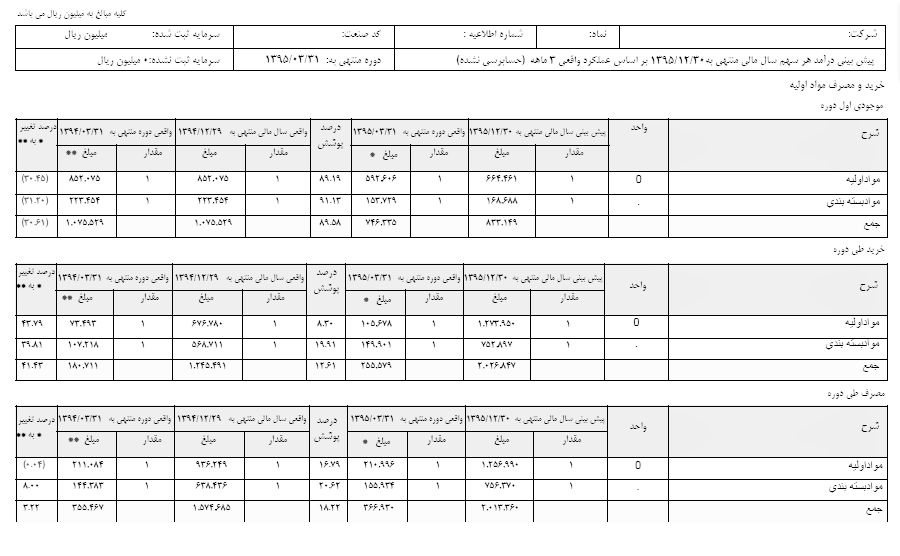 کلیه مبالغ به میلیون ریال می باشد
شرکت: نماد: شماره اطلاعیه : کد صنعت: سرمایه ثبت شده: میلیون ریال
پیش بینی درآمد هر سهم سال مالی منتهی به ۱۳۹۵/۱۲/۳۰ بر اساس عملکرد واقعی ۳ ماهه (حسابرسی نشده) دوره منتهی به: ۱۳۹۵/۰۳/۳۱ سرمایه ثبت نشده: ۰ میلیون ریال
خرید و مصرف مواد اولیه
موجودی اول دوره
شرح واحد پیش بینی سال مالی منتهی به ۱۳۹۵/۱۲/۳۰ واقعی دوره منتهی به ۱۳۹۵/۰۳/۳۱ درصد پوشش واقعی سال مالی منتهی به ۱۳۹۴/۱۲/۲۹ واقعی دوره منتهی به ۱۳۹۴/۰۳/۳۱ درصد تغییر * به **
مقدار مبلغ مقدار مبلغ * مقدار مبلغ مقدار مبلغ **
مواداولیه 0 ۱ ۶۶۴.۴۶۱ ۱ ۵۹۲.۶۰۶ ۸۹.۱۹ ۱ ۸۵۲.۰۷۵ ۱ ۸۵۲.۰۷۵ (۳۰.۴۵)
موادبسته بندی . ۱ ۱۶۸.۶۸۸ ۱ ۱۵۳.۷۲۹ ۹۱.۱۳ ۱ ۲۲۳.۴۵۴ ۱ ۲۲۳.۴۵۴ (۳۱.۲۰)
جمع ۸۳۳.۱۴۹ ۷۴۶.۳۳۵ ۸۹.۵۸ ۱.۰۷۵.۵۲۹ ۱.۰۷۵.۵۲۹ (۳۰.۶۱)
خرید طی دوره
شرح واحد پیش بینی سال مالی منتهی به ۱۳۹۵/۱۲/۳۰ واقعی دوره منتهی به ۱۳۹۵/۰۳/۳۱ درصد پوشش واقعی سال مالی منتهی به ۱۳۹۴/۱۲/۲۹ واقعی دوره منتهی به ۱۳۹۴/۰۳/۳۱ درصد تغییر * به **
مقدار مبلغ مقدار مبلغ * مقدار مبلغ مقدار مبلغ **
مواداولیه 0 ۱ ۱.۲۷۳.۹۵۰ ۱ ۱۰۵.۶۷۸ ۸.۳۰ ۱ ۶۷۶.۷۸۰ ۱ ۷۳.۴۹۳ ۴۳.۷۹
موادبسته بندی . ۱ ۷۵۲.۸۹۷ ۱ ۱۴۹.۹۰۱ ۱۹.۹۱ ۱ ۵۶۸.۷۱۱ ۱ ۱۰۷.۲۱۸ ۳۹.۸۱
جمع ۲.۰۲۶.۸۴۷ ۲۵۵.۵۷۹ ۱۲.۶۱ ۱.۲۴۵.۴۹۱ ۱۸۰.۷۱۱ ۴۱.۴۳
مصرف طی دوره
شرح واحد پیش بینی سال مالی منتهی به ۱۳۹۵/۱۲/۳۰ واقعی دوره منتهی به ۱۳۹۵/۰۳/۳۱ درصد پوشش واقعی سال مالی منتهی به ۱۳۹۴/۱۲/۲۹ واقعی دوره منتهی به ۱۳۹۴/۰۳/۳۱ درصد تغییر * به **
مقدار مبلغ مقدار مبلغ * مقدار مبلغ مقدار مبلغ **
مواداولیه 0 ۱ ۱.۲۵۶.۹۹۰ ۱ ۲۱۰.۹۹۶ ۱۶.۷۹ ۱ ۹۳۶.۲۴۹ ۱ ۲۱۱.۰۸۴ (۰.۰۴)
موادبسته بندی . ۱ ۷۵۶.۳۷۰ ۱ ۱۵۵.۹۳۴ ۲۰.۶۲ ۱ ۶۳۸.۴۳۶ ۱ ۱۴۴.۳۸۳ ۸.۰۰
جمع ۲.۰۱۳.۳۶۰ ۳۶۶.۹۳۰ ۱۸.۲۲ ۱.۵۷۴.۶۸۵ ۳۵۵.۴۶۷ ۳.۲۲